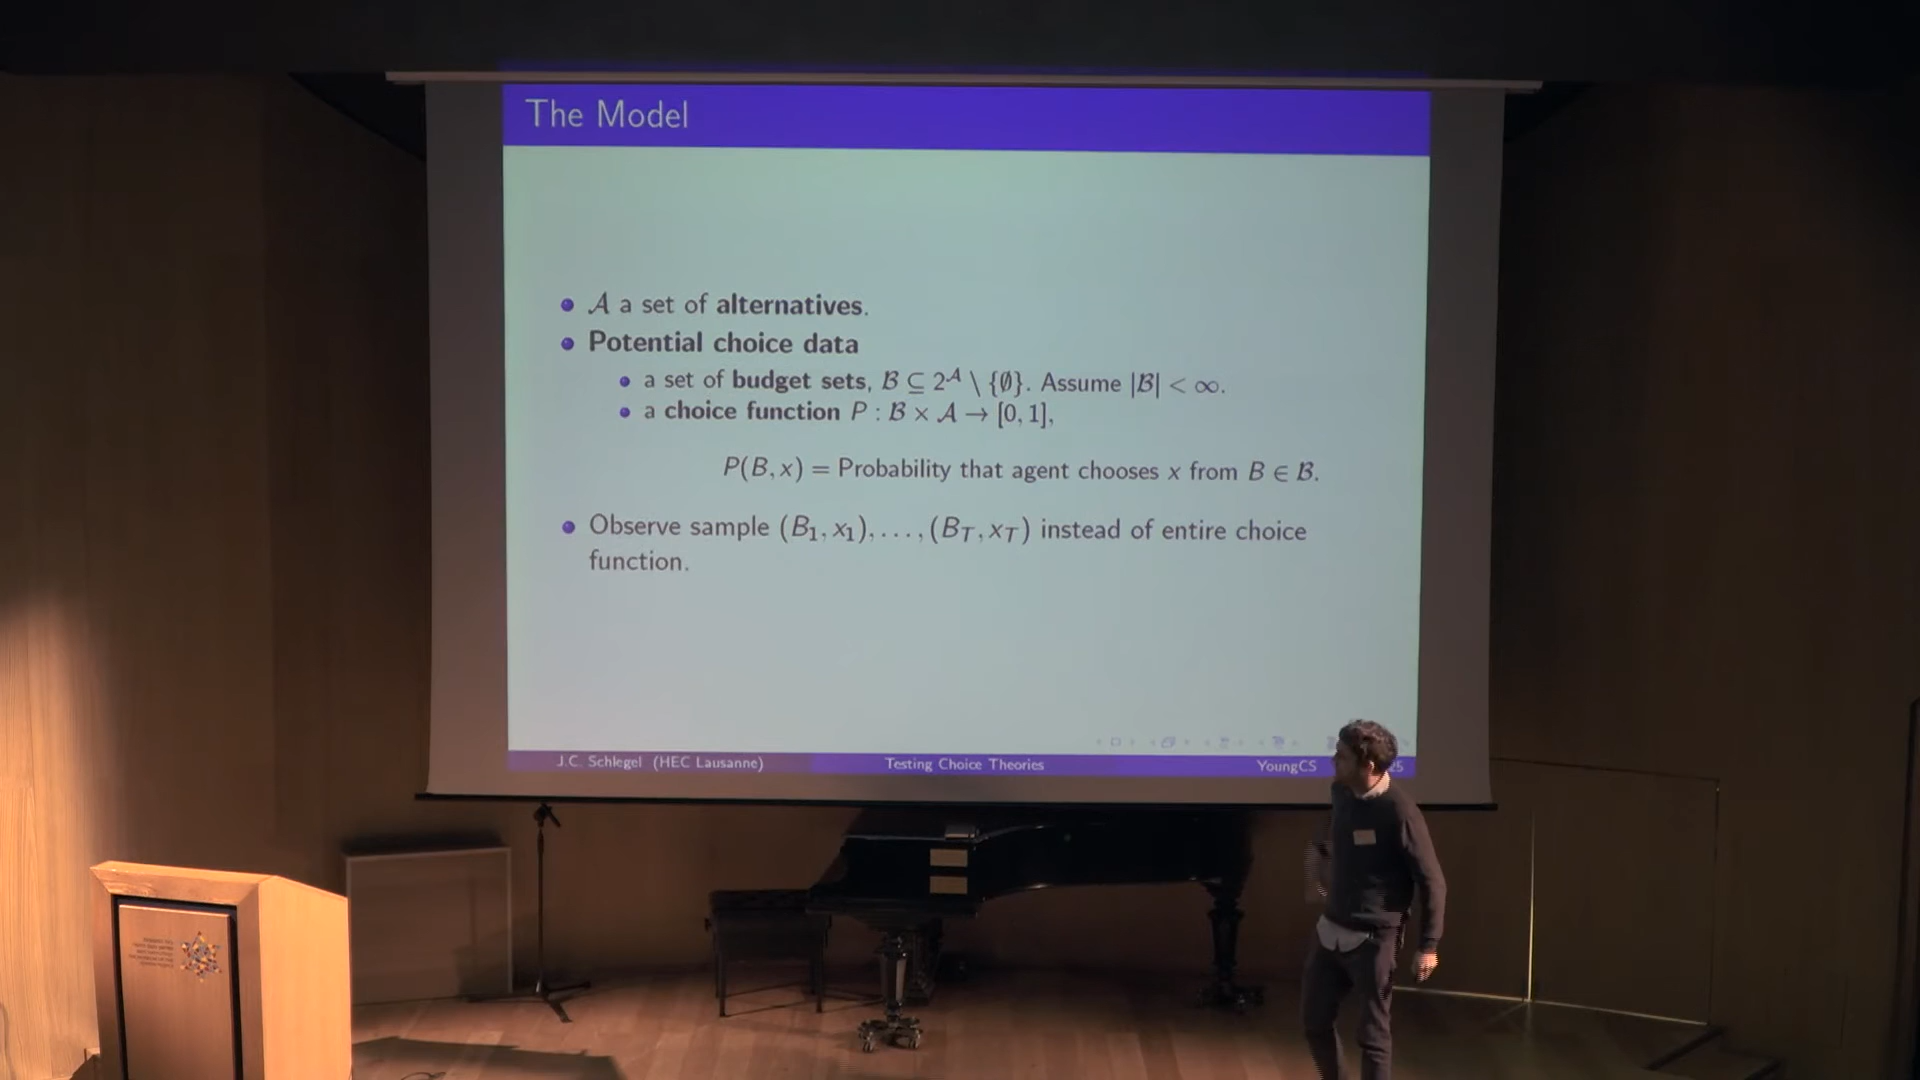 The Model
𝒜 a set of alternatives.
Potential choice data
a set of budget sets, ℬ ⊆ 2^𝒜 \ {∅}. Assume |ℬ| < ∞.
a choice function P : ℬ × 𝒜 → [0, 1],
P(B, x) = Probability that agent chooses x from B ∈ ℬ.
Observe sample (B₁, x₁), . . . , (B_T, x_T) instead of entire choice
function.
J.C. Schlegel (HEC Lausanne) Testing Choice Theories YoungCS